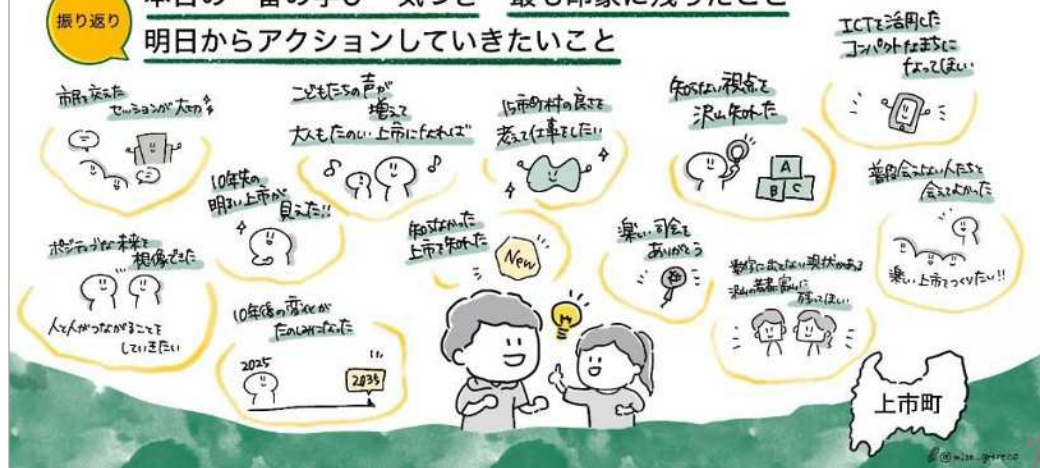 振り返り
本日の一番の学び・気づき・最も印象に残ったこと
明日からアクションしていきたいこと
市民を交えた
セッションが大切
こどもたちの声が
増えて
大人もたのしい上市になれば
15市町村の良さを
考えて仕事をしたい
知らない視点を
沢山知れた
A
B C
ICTを活用した
コンパクトなまちに
なってほしい
10年先の
明るい上市が
見えた!!
ポジティブな未来を
想像できた
人と人がつながることを
していきたい
知らなかった
上市を知れた
New
楽しい司会を
ありがとう
普段会えない人たちと
会えてよかった
楽しい上市をつくりたい!!
数字に出てない現状がある
沢山の若者に富山に
残ってほしい
10年後の変化が
たのしみになった
2025
2035
上市町